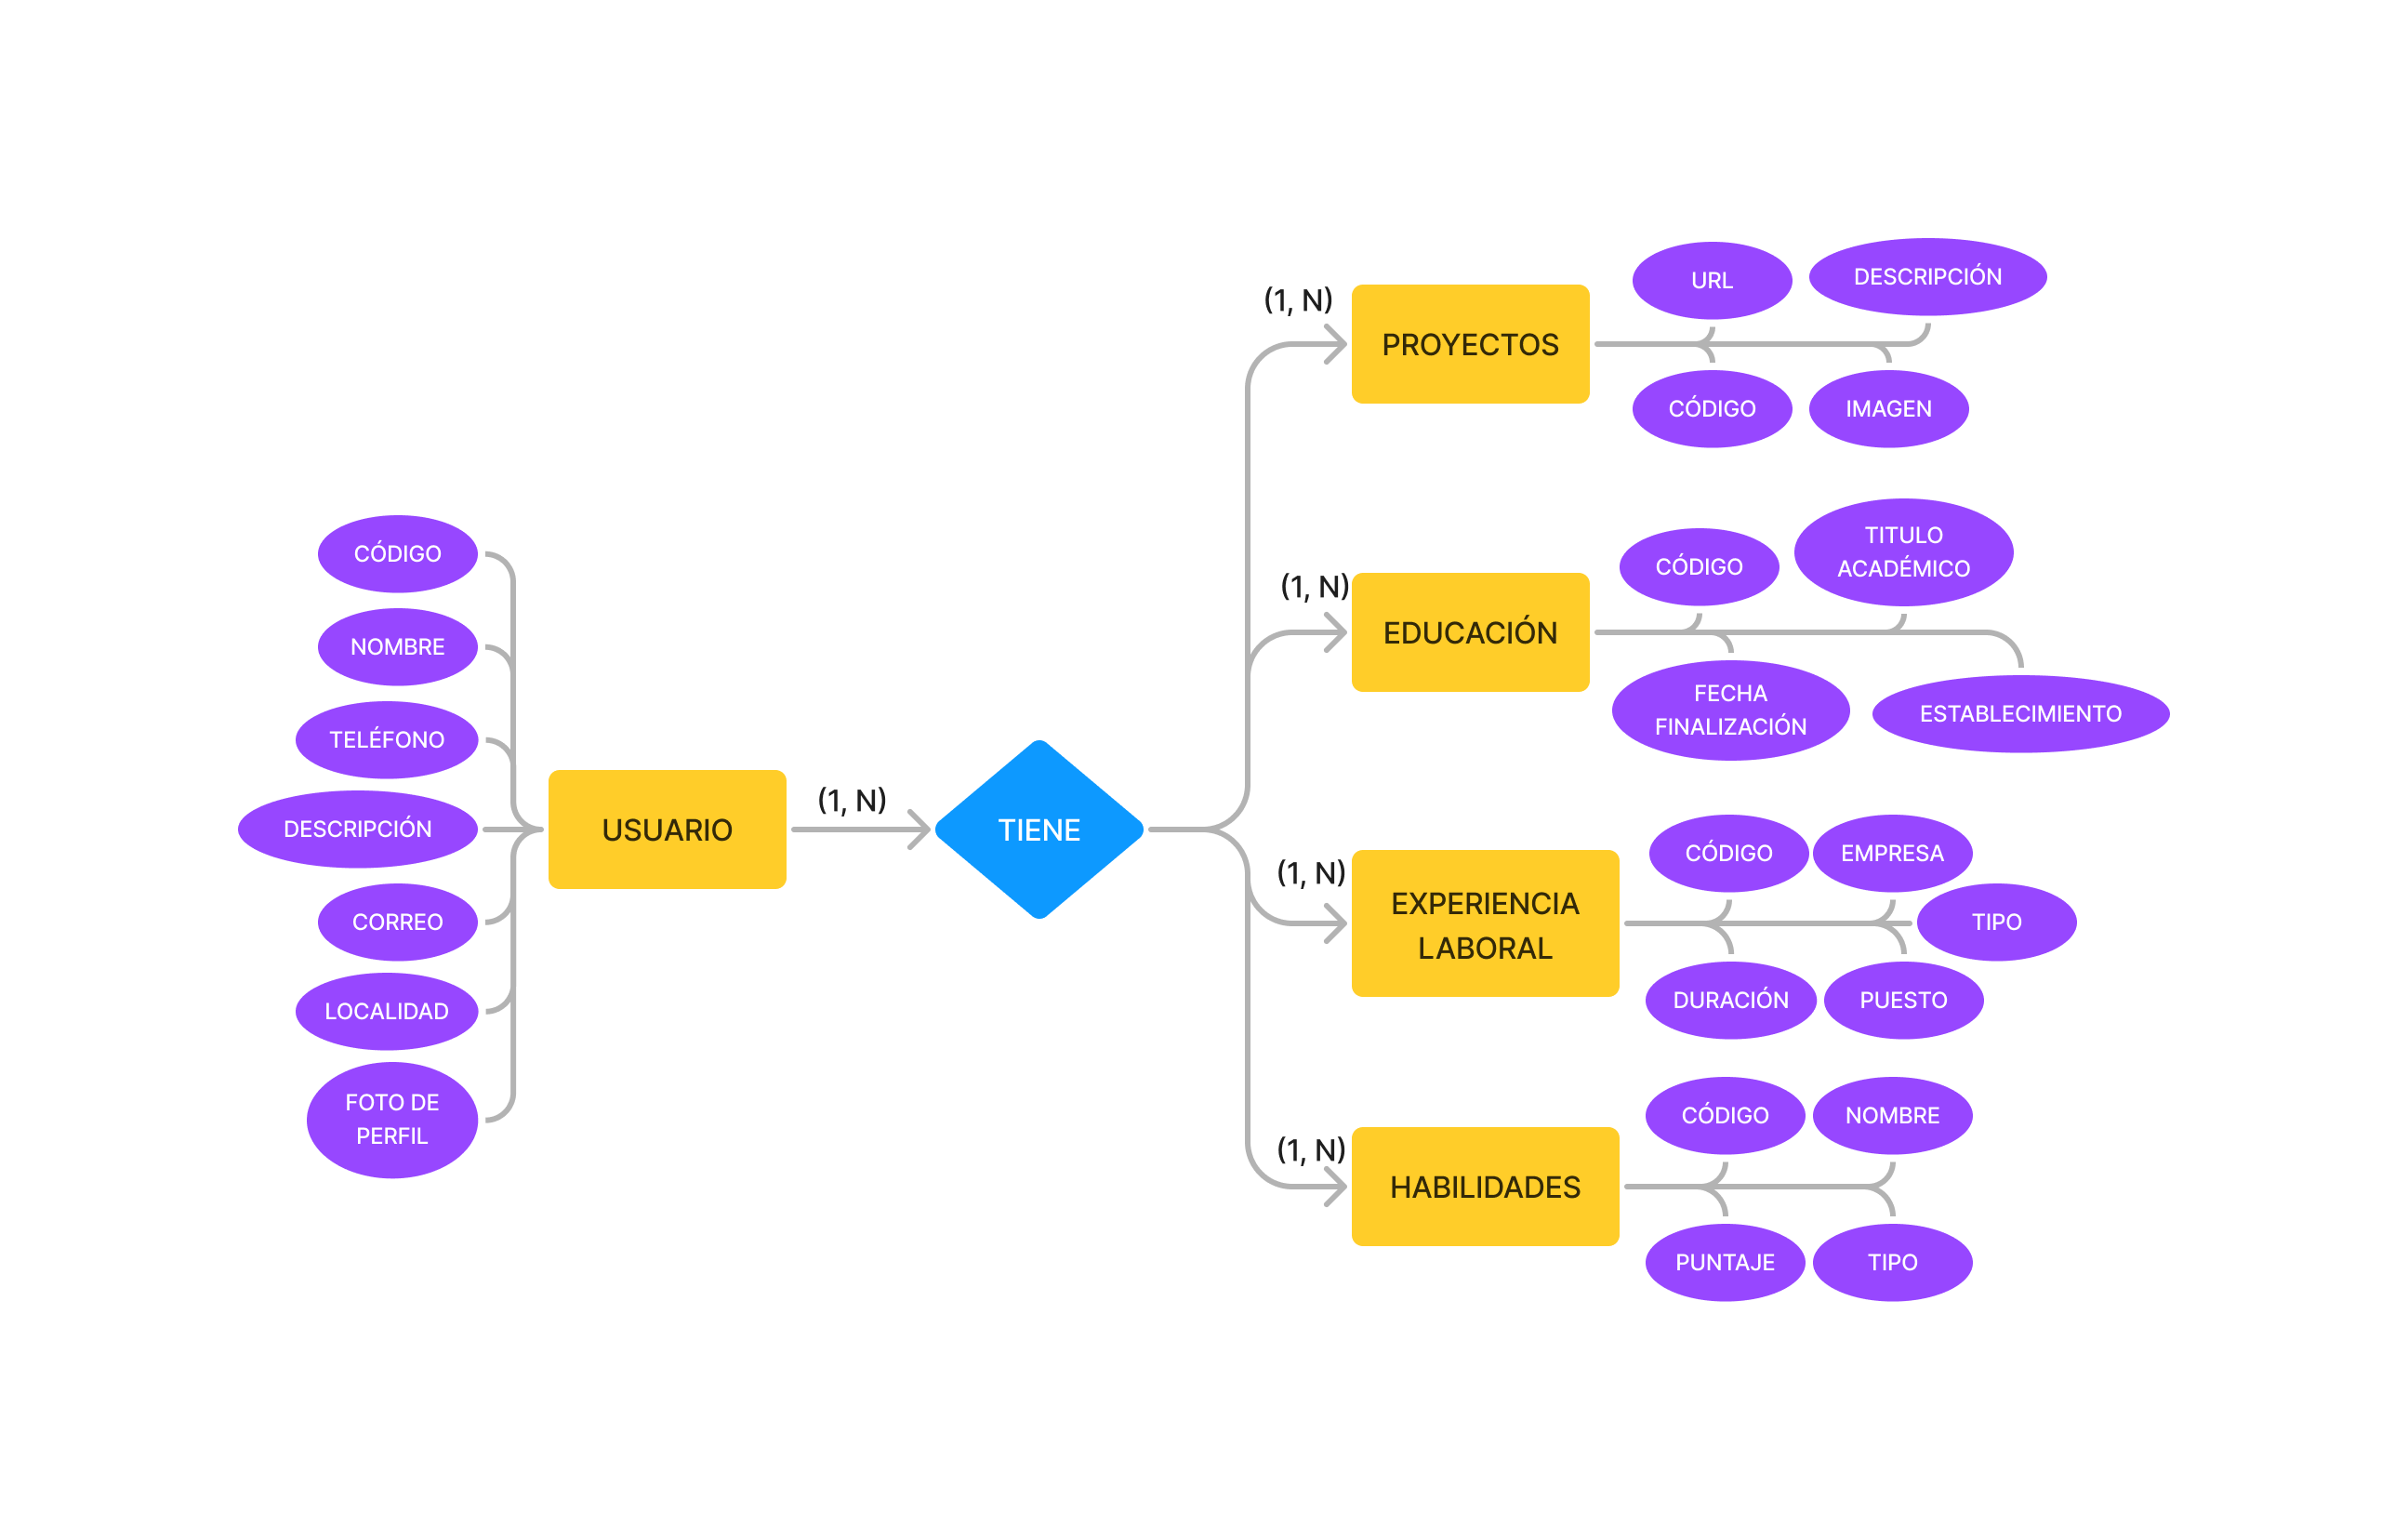 CÓDIGO
NOMBRE
TELÉFONO
DESCRIPCIÓN
CORREO
LOCALIDAD
FOTO DE
PERFIL
USUARIO
(1, N)
TIENE
(1, N)
PROYECTOS
URL
DESCRIPCIÓN
CÓDIGO
IMAGEN
(1, N)
EDUCACIÓN
CÓDIGO
TITULO
ACADÉMICO
FECHA
FINALIZACIÓN
ESTABLECIMIENTO
(1, N)
EXPERIENCIA
LABORAL
CÓDIGO
EMPRESA
TIPO
DURACIÓN
PUESTO
(1, N)
HABILIDADES
CÓDIGO
NOMBRE
PUNTAJE
TIPO